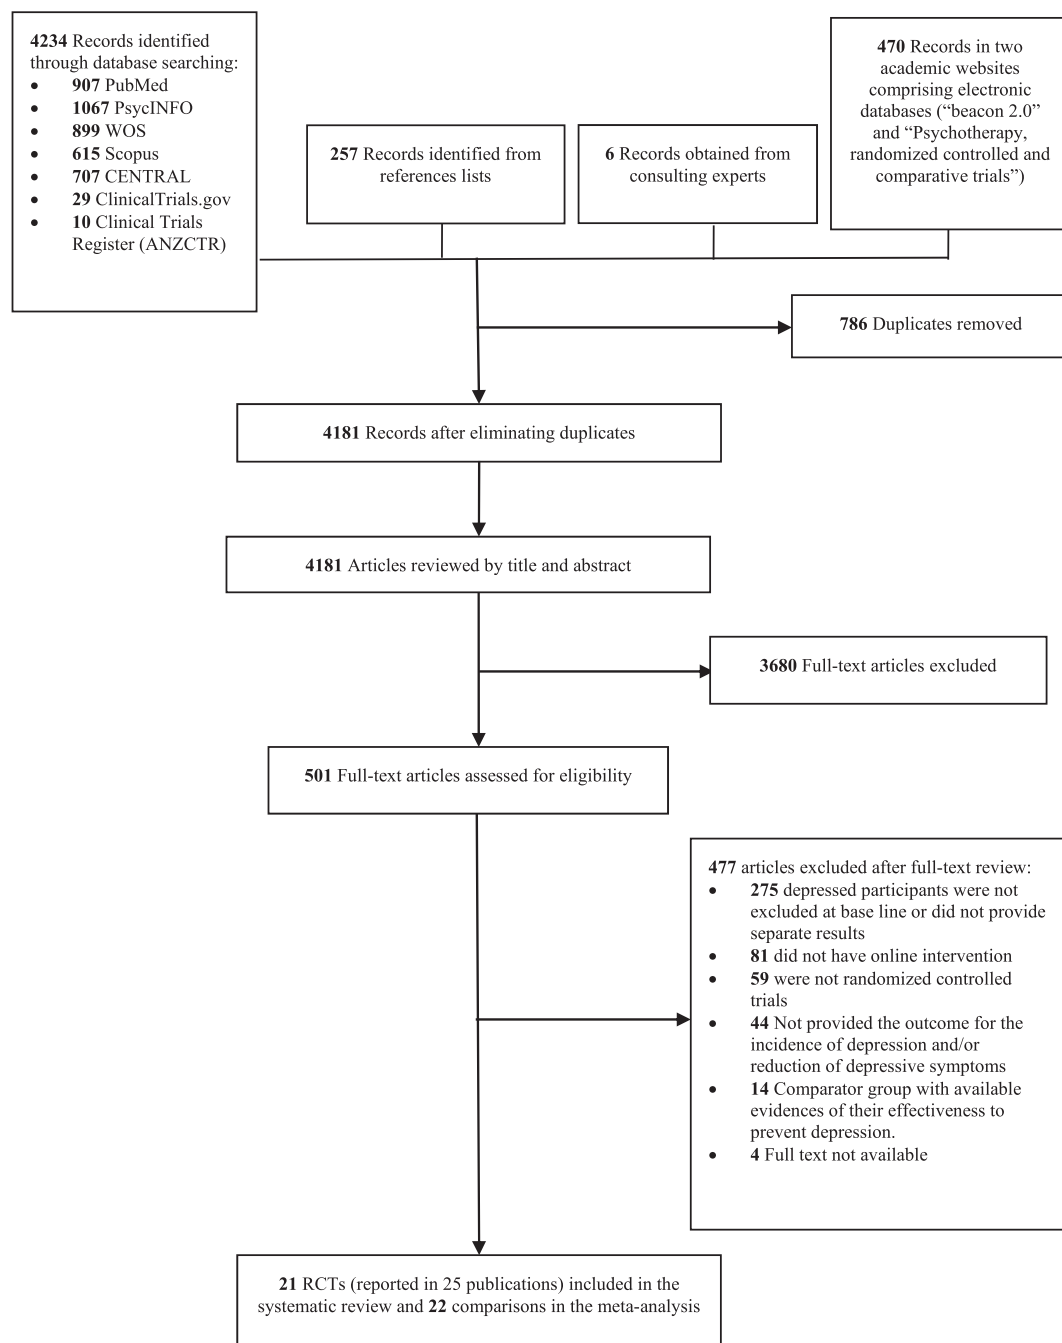 4234 Records identified
through database searching:
• 907 PubMed
• 1067 PsycINFO
• 899 WOS
• 615 Scopus
• 707 CENTRAL
• 29 ClinicalTrials.gov
• 10 Clinical Trials
Register (ANZCTR)
257 Records identified from
references lists
6 Records obtained from
consulting experts
470 Records in two
academic websites
comprising electronic
databases (“beacon 2.0”
and “Psychotherapy,
randomized controlled and
comparative trials”)
786 Duplicates removed
4181 Records after eliminating duplicates
4181 Articles reviewed by title and abstract
3680 Full-text articles excluded
501 Full-text articles assessed for eligibility
477 articles excluded after full-text review:
• 275 depressed participants were not
excluded at base line or did not provide
separate results
• 81 did not have online intervention
• 59 were not randomized controlled
trials
• 44 Not provided the outcome for the
incidence of depression and/or
reduction of depressive symptoms
• 14 Comparator group with available
evidences of their effectiveness to
prevent depression.
• 4 Full text not available
21 RCTs (reported in 25 publications) included in the
systematic review and 22 comparisons in the meta-analysis